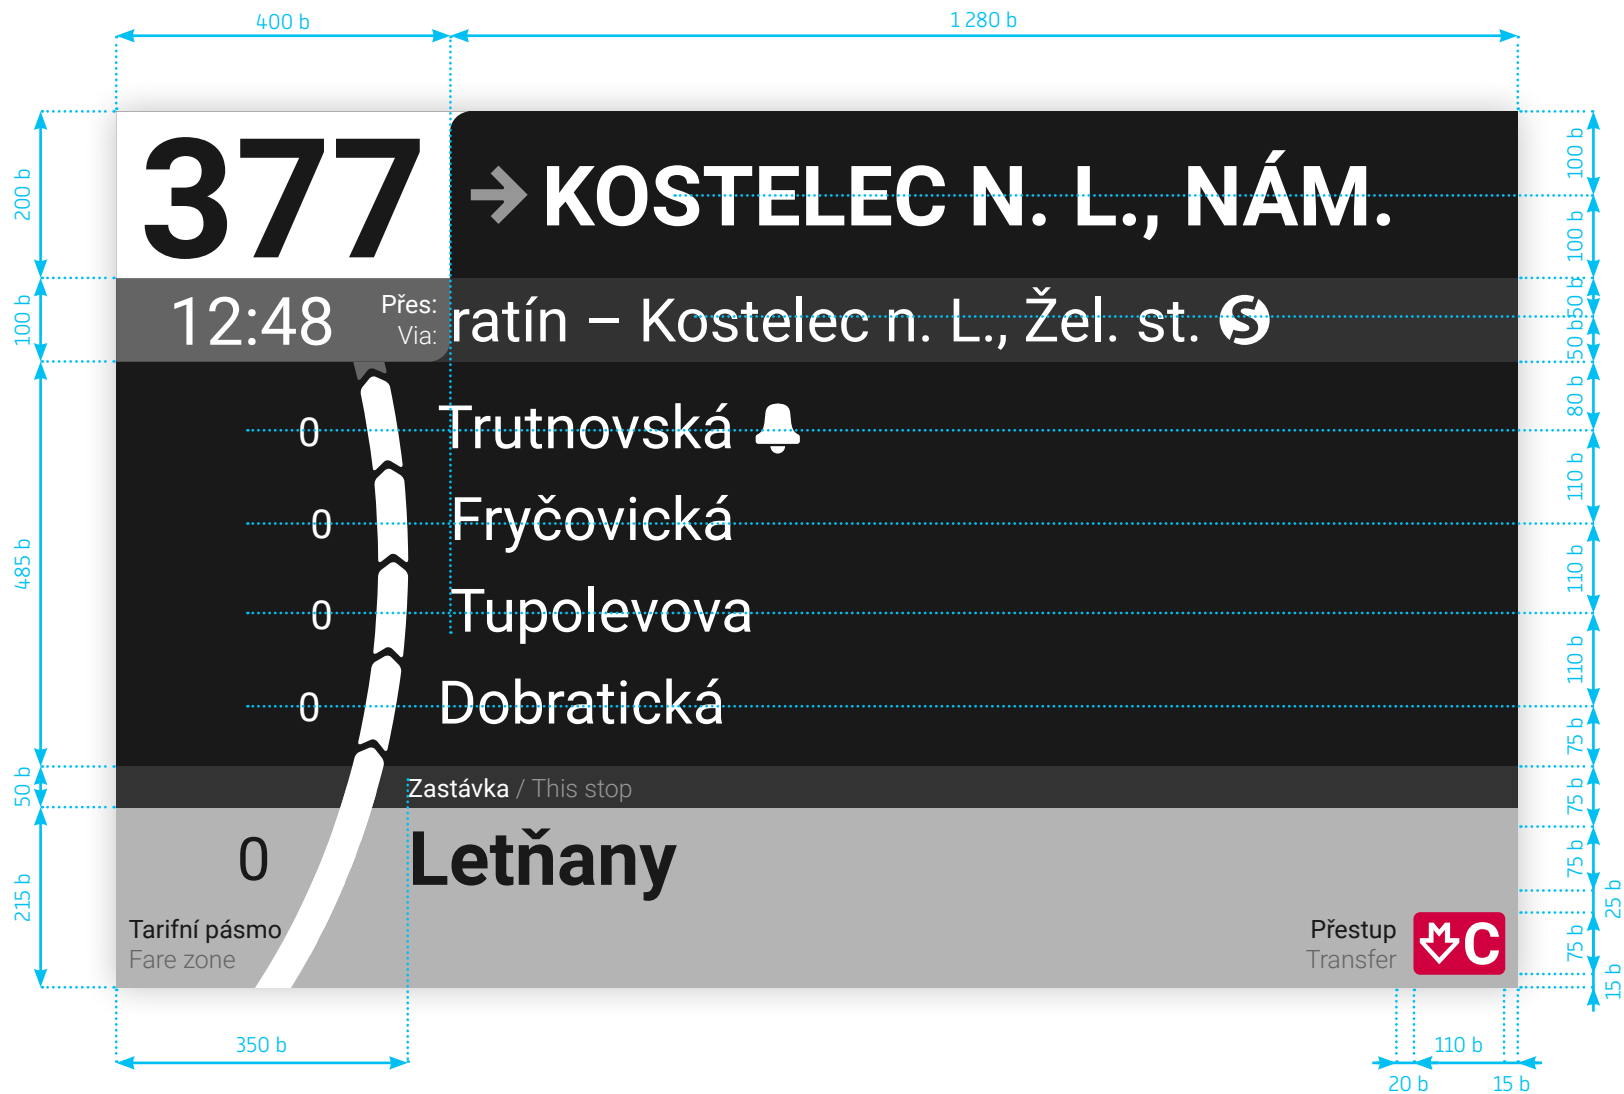 400 b
1 280 b
377
→ KOSTELEC N. L., NÁM.
12:48
Přes:
Via:
ratín – Kostelec n. L., Žel. st. S
0 Trutnovská
0 Fryčovická
0 Tupolevova
0 Dobratická
Zastávka / This stop
0 Letňany
Tarifní pásmo
Fare zone
Přestup
Transfer
M C
200 b
100 b
485 b
50 b
215 b
100 b
100 b
50 b
50 b
80 b
110 b
110 b
110 b
75 b
75 b
75 b
25 b
75 b
15 b
350 b
110 b
20 b
15 b